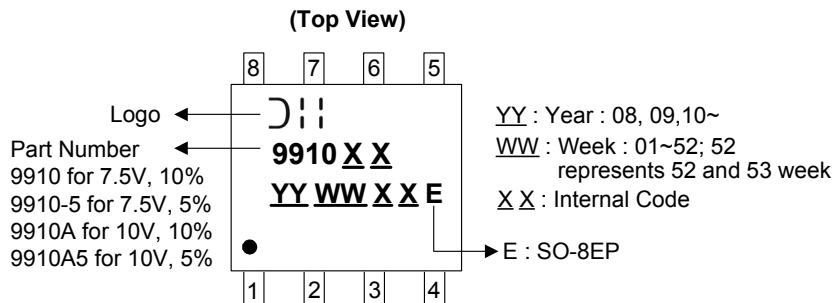 (Top View)
8 7 6 5
Logo
Part Number
9910 for 7.5V, 10%
9910-5 for 7.5V, 5%
9910A for 10V, 10%
9910A5 for 10V, 5%
9910 X X
YY WW X X E
1 2 3 4
YY : Year : 08, 09,10~
WW : Week : 01~52; 52
represents 52 and 53 week
X X : Internal Code
E : SO-8EP